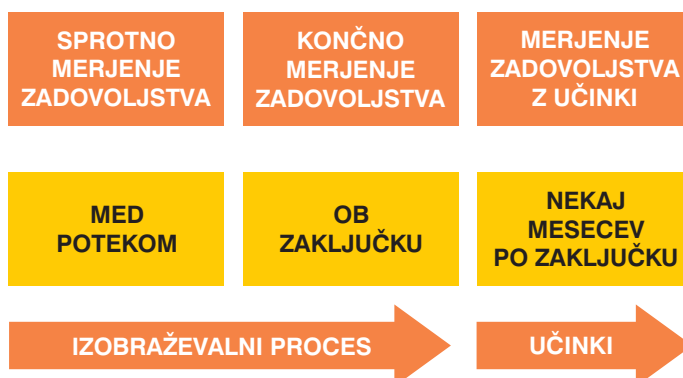 SPROTNO
MERJENJE
ZADOVOLJSTVA
KONČNO
MERJENJE
ZADOVOLJSTVA
MERJENJE
ZADOVOLJSTVA
Z UČINKI
MED
POTEKOM
OB
ZAKLJUČKU
NEKAJ
MESECEV
PO ZAKLJUČKU
IZOBRAŽEVALNI PROCES
UČINKI